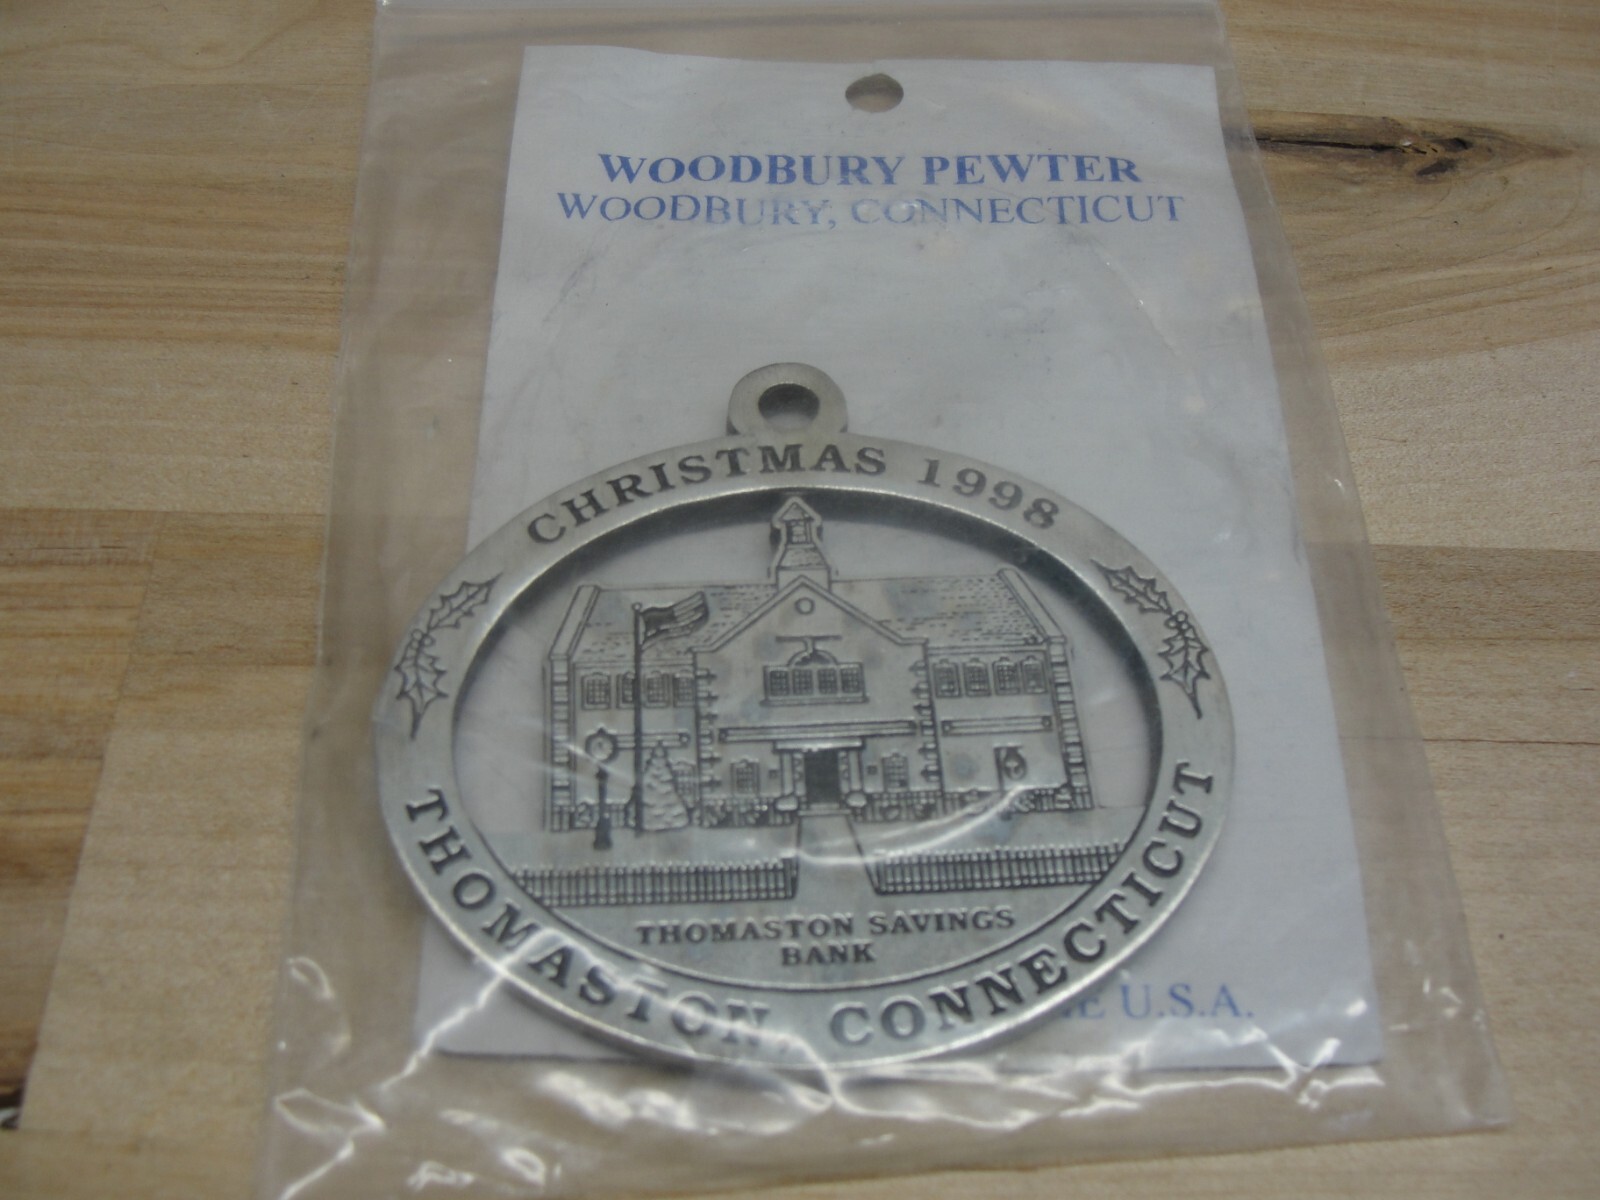 WOODBURY PEWTER
WOODBURY, CONNECTICUT
CHRISTMAS 1998
THOMASTON SAVINGS
BANK
THOMASTON, CONNECTICUT
U.S.A.